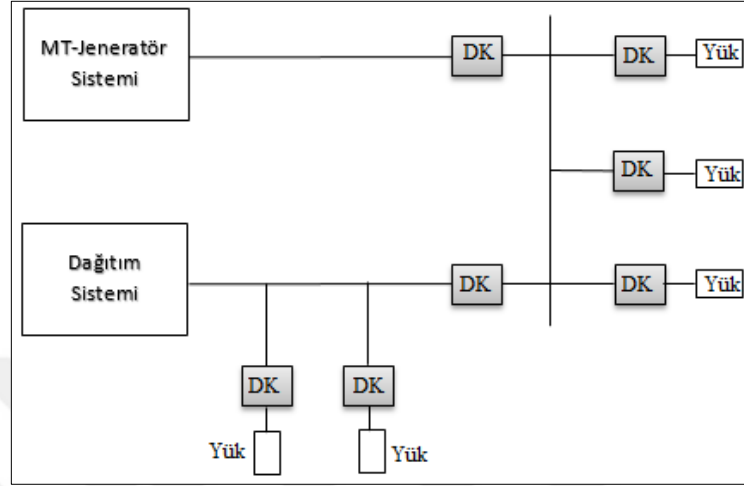 MT-Jeneratör
Sistemi
DK
DK
Yük
DK
Yük
Dağıtım
Sistemi
DK
DK
Yük
DK
DK
Yük
Yük